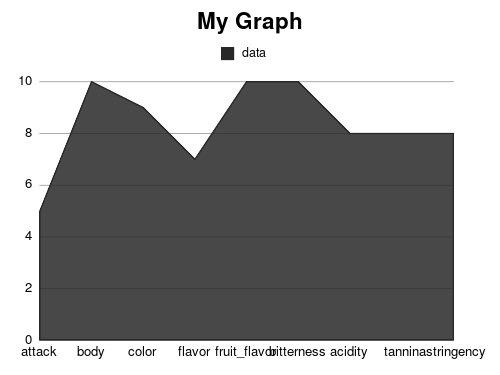 My Graph
data
10
8
6
4
2
0
attack body color flavor fruit_flavor bitterness acidity tannin astringency